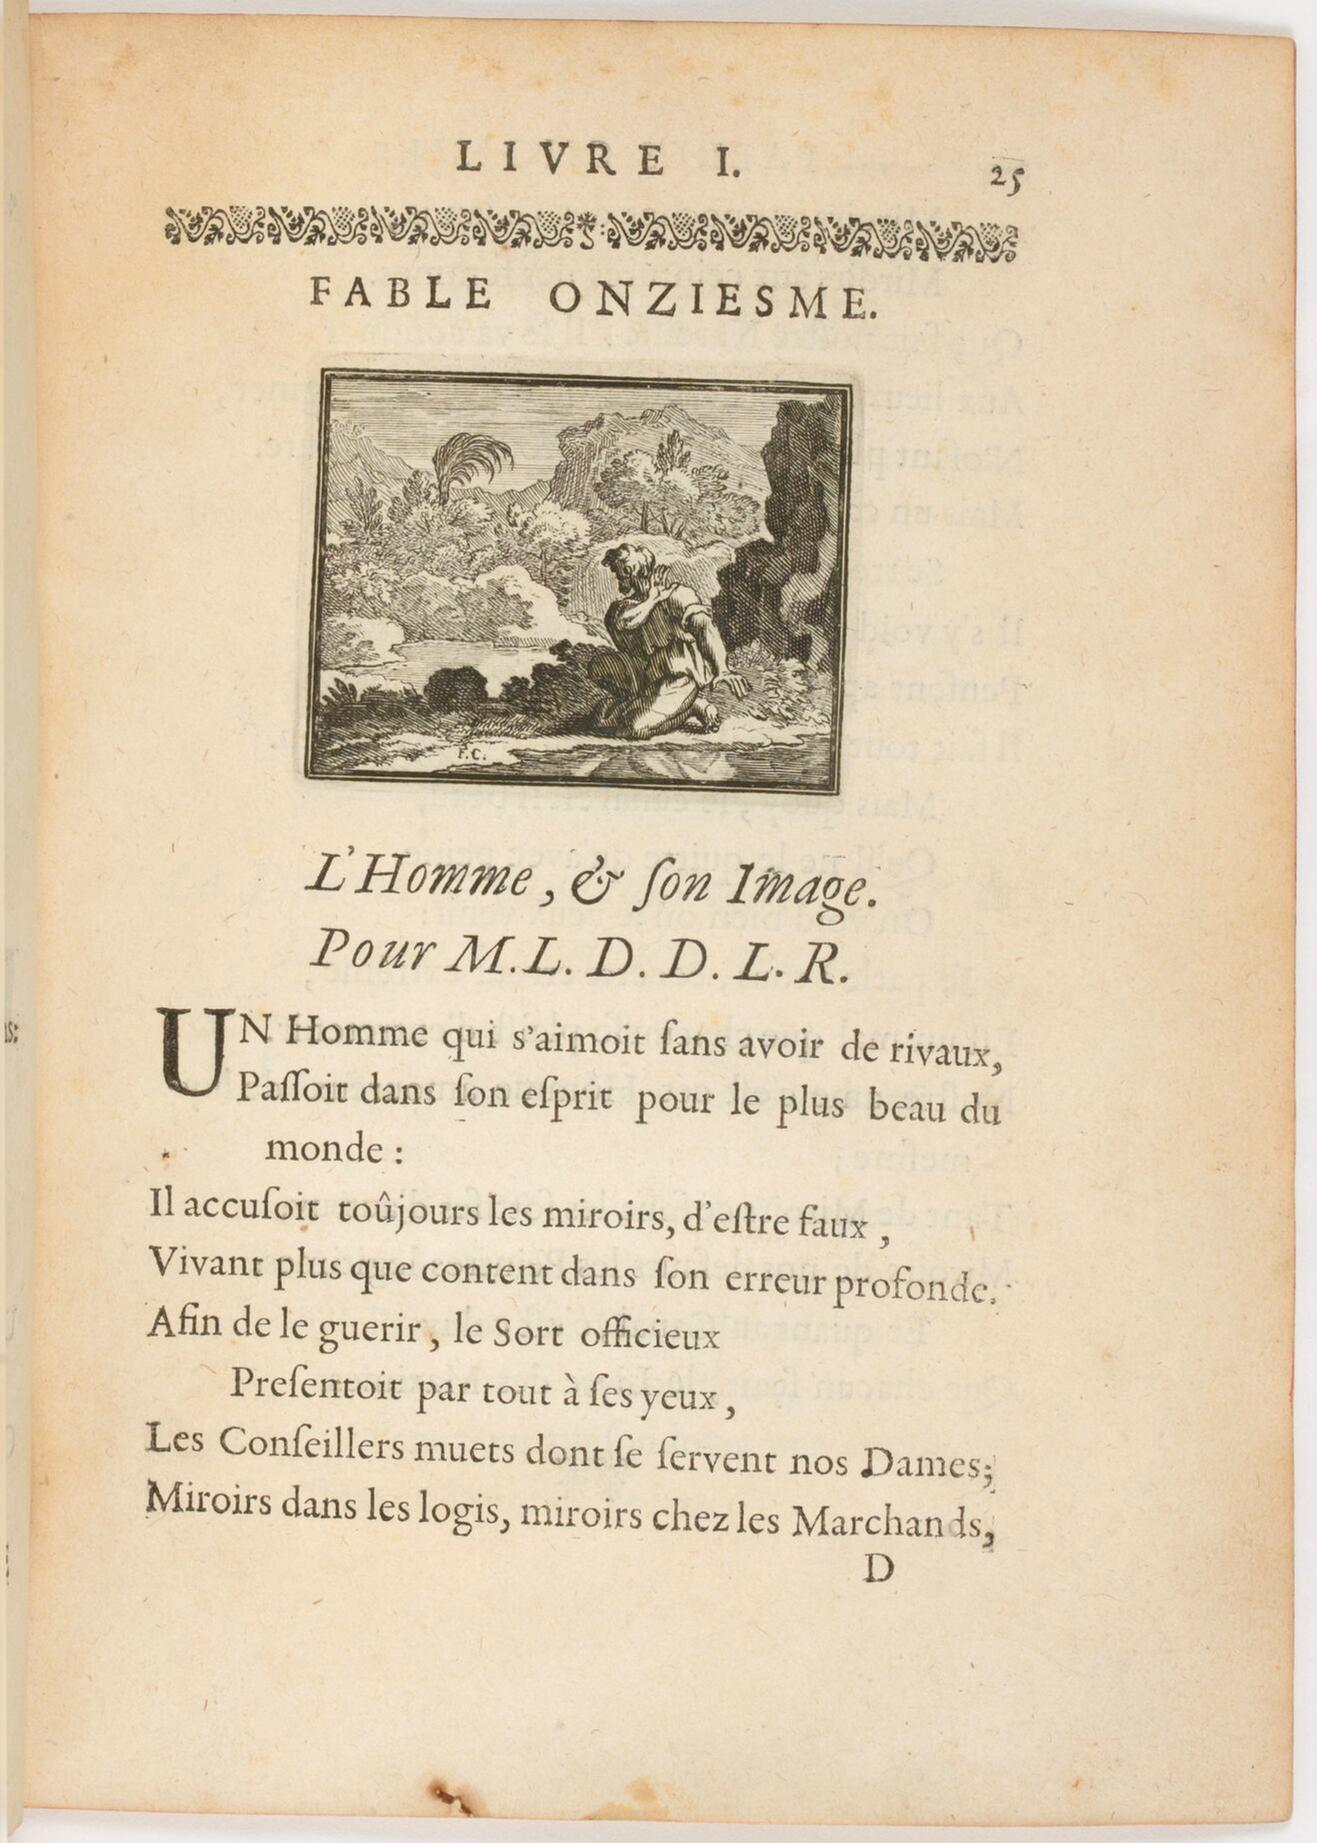 LIVRE I. 25
FABLE ONZIESME.
F.C.
L'Homme, & ſon Image.
Pour M.L.D.D.L.R.
UN Homme qui s'aimoit ſans avoir de rivaux,
Paſſoit dans ſon eſprit pour le plus beau du
monde :
Il accuſoit toûjours les miroirs, d'eſtre faux ,
Vivant plus que content dans ſon erreur profonde.
Afin de le guerir , le Sort officieux
Preſentoit par tout à ſes yeux ,
Les Conſeillers muets dont ſe ſervent nos Dames;
Miroirs dans les logis, miroirs chez les Marchands,
D